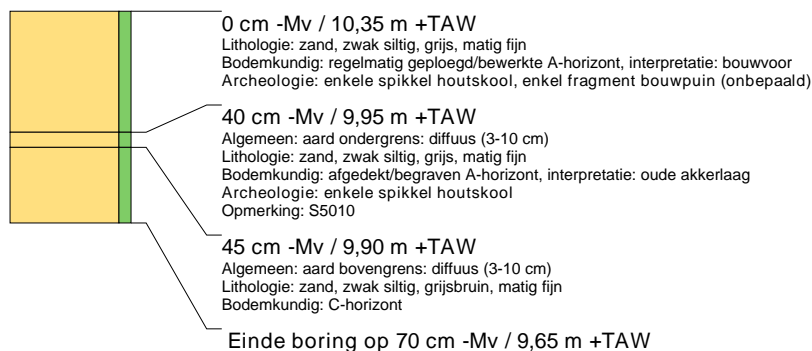 0 cm -Mv / 10,35 m +TAW
Lithologie: zand, zwak siltig, grijs, matig fijn
Bodemkundig: regelmatig geploegd/bewerkte A-horizont, interpretatie: bouwvoor
Archeologie: enkele spikkel houtskool, enkel fragment bouwpuin (onbepaald)
40 cm -Mv / 9,95 m +TAW
Algemeen: aard ondergrens: diffuus (3-10 cm)
Lithologie: zand, zwak siltig, grijs, matig fijn
Bodemkundig: afgedekt/begraven A-horizont, interpretatie: oude akkerlaag
Archeologie: enkele spikkel houtskool
Opmerking: S5010
45 cm -Mv / 9,90 m +TAW
Algemeen: aard bovengrens: diffuus (3-10 cm)
Lithologie: zand, zwak siltig, grijsbruin, matig fijn
Bodemkundig: C-horizont
Einde boring op 70 cm -Mv / 9,65 m +TAW